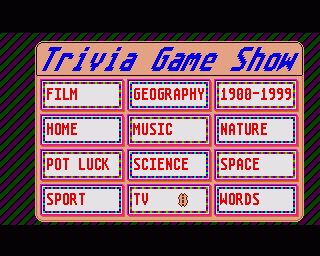 Trivia Game Show
FILM GEOGRAPHY 1900-1999
HOME MUSIC NATURE
POT LUCK SCIENCE SPACE
SPORT TV WORDS